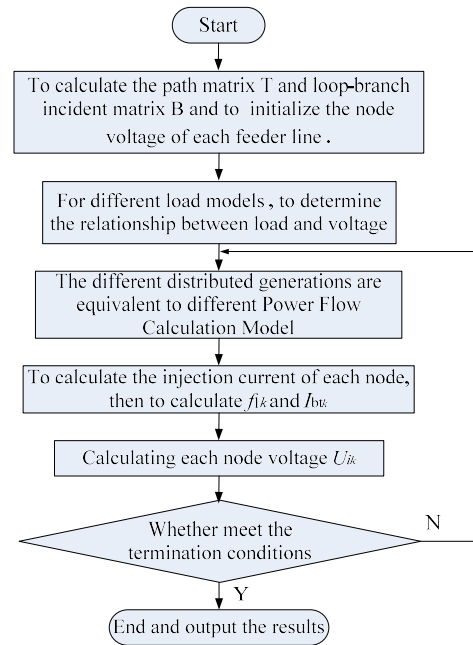 Start
To calculate the path matrix T and loop-branch
incident matrix B and to initialize the node
voltage of each feeder line.
For different load models, to determine
the relationship between load and voltage
The different distributed generations are
equivalent to different Power Flow
Calculation Model
To calculate the injection current of each node,
then to calculate and
Calculating each node voltage Uik
Whether meet the
termination conditions
N
Y
End and output the results